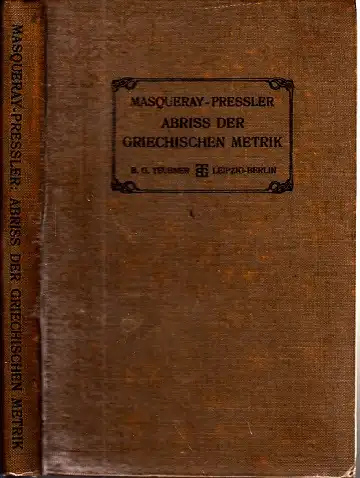 MASQUERAY-PRESSLER
ABRISS DER
GRIECHISCHEN METRIK
B. G. TEUBNER LEIPZIG-BERLIN
MASQUERAY-PRESSLER, ABRISS DER GRIECHISCHEN METRIK